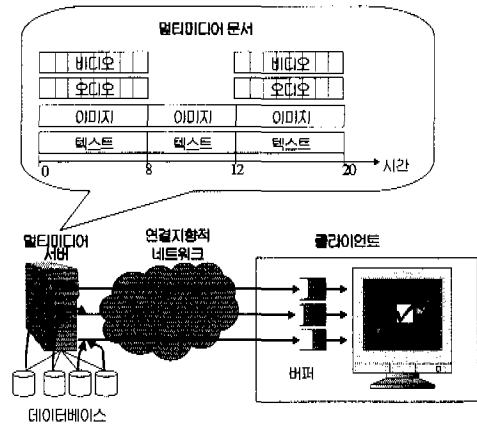 멀티미디어 문서
비디오 비디오
오디오 오디오
이미지 이미지 이미지
텍스트 텍스트 텍스트
0 8 12 20 시간
멀티미디어
서버
연결지향적
네트워크
클라이언트
버퍼
데이터베이스